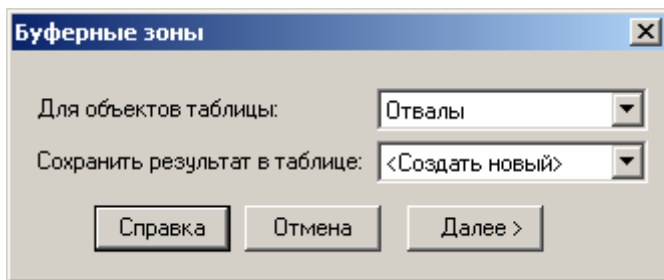 Буферные зоны
Для объектов таблицы: Отвалы
Сохранить результат в таблице: <Создать новый>
Справка Отмена Далее >